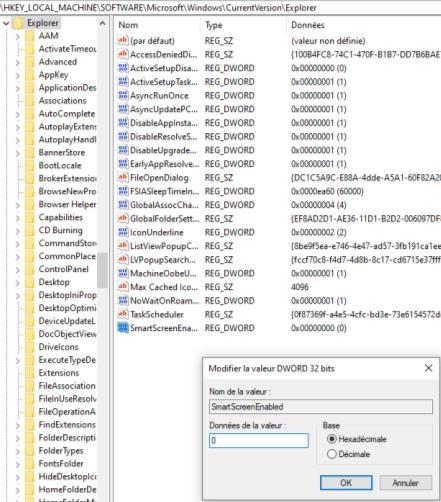 \HKEY_LOCAL_MACHINE\SOFTWARE\Microsoft\Windows\CurrentVersion\Explorer
Explorer
AAM
ActivateTimeou
Advanced
AppKey
ApplicationDes
Associations
AutoComplete
AutoplayExtens
AutoplayHandl
BannerStore
BootLocale
BrokerExtension
BrowseNewPro
Browser Helper
Capabilities
CD Burning
CommandStore
CommonPlace
ControlPanel
Desktop
DesktopIniProp
DesktopOptimi
DeviceUpdateL
DocObjectView
DriveIcons
ExecuteTypeDe
Extensions
FileAssociation
FileInUseResolv
FileOperationA
FindExtensions
FolderDescripti
FolderTypes
FontsFolder
HideDesktopIco
HomeFolderDe
Nom Type Données
(par défaut) REG_SZ (valeur non définie)
AccessDeniedDi... REG_SZ {100B4FC8-74C1-470F-B1B7-DD7B6BAE
ActiveSetupDisa... REG_DWORD 0x00000000 (0)
ActiveSetupTask... REG_DWORD 0x00000001 (1)
AsyncRunOnce REG_DWORD 0x00000001 (1)
AsyncUpdatePC... REG_DWORD 0x00000001 (1)
DisableAppInsta... REG_DWORD 0x00000001 (1)
DisableResolveS... REG_DWORD 0x00000001 (1)
DisableUpgrade... REG_DWORD 0x00000001 (1)
EarlyAppResolve... REG_DWORD 0x00000001 (1)
FileOpenDialog REG_SZ {DC1C5A9C-E88A-4dde-A5A1-60F82A20
FSIASleepTimeIn... REG_DWORD 0x0000ea60 (60000)
GlobalAssocCha... REG_DWORD 0x00000004 (4)
GlobalFolderSett... REG_SZ {EF8AD2D1-AE36-11D1-B2D2-006097DF
IconUnderline REG_DWORD 0x00000002 (2)
ListViewPopupC... REG_SZ {8be9f5ea-e746-4e47-ad57-3fb191ca1ee
LVPopupSearch... REG_SZ {fccf70c8-f4d7-4d8b-8c17-cd6715e37fff
MachineOobeU... REG_DWORD 0x00000001 (1)
Max Cached Ico... REG_SZ 4096
NoWaitOnRoam... REG_DWORD 0x00000001 (1)
TaskScheduler REG_SZ {0f87369f-a4e5-4cfc-bd3e-73e6154572d
SmartScreenEna... REG_DWORD 0x00000000 (0)
Modifier la valeur DWORD 32 bits
Nom de la valeur :
SmartScreenEnabled
Données de la valeur :
0
Base
Hexadécimale
Décimale
OK Annuler